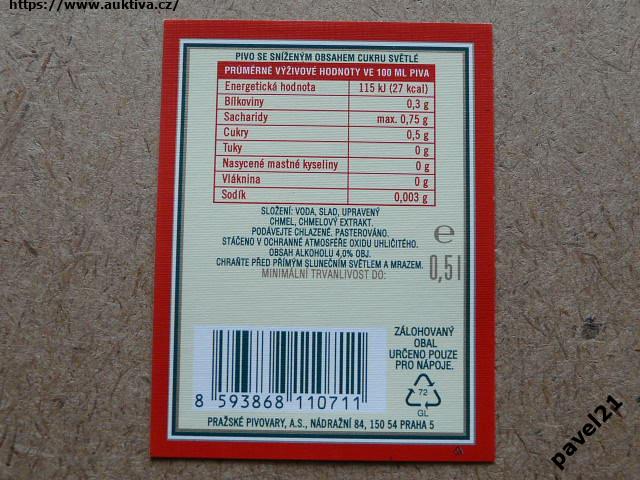 https://www.auktiva.cz/
PIVO SE SNÍŽENÝM OBSAHEM CUKRU SVĚTLÉ
PRŮMĚRNÉ VÝŽIVOVÉ HODNOTY VE 100 ML PIVA
Energetická hodnota 115 kJ (27 kcal)
Bílkoviny 0,3 g
Sacharidy max. 0,75 g
Cukry 0,5 g
Tuky 0 g
Nasycené mastné kyseliny 0 g
Vláknina 0 g
Sodík 0,003 g
SLOŽENÍ: VODA, SLAD, UPRAVENÝ
CHMEL, CHMELOVÝ EXTRAKT.
PODÁVEJTE CHLAZENÉ. PASTEROVÁNO.
STÁČENO V OCHRANNÉ ATMOSFÉŘE OXIDU UHLIČITÉHO.
OBSAH ALKOHOLU 4,0% OBJ.
CHRAŇTE PŘED PŘÍMÝM SLUNEČNÍM SVĚTLEM A MRAZEM.
MINIMÁLNÍ TRVANLIVOST DO:
e
0,5 l
ZÁLOHOVANÝ
OBAL
URČENO POUZE
PRO NÁPOJE.
72
GL
8 593868 110711
PRAŽSKÉ PIVOVARY, A.S., NÁDRAŽNÍ 84, 150 54 PRAHA 5
pavel21